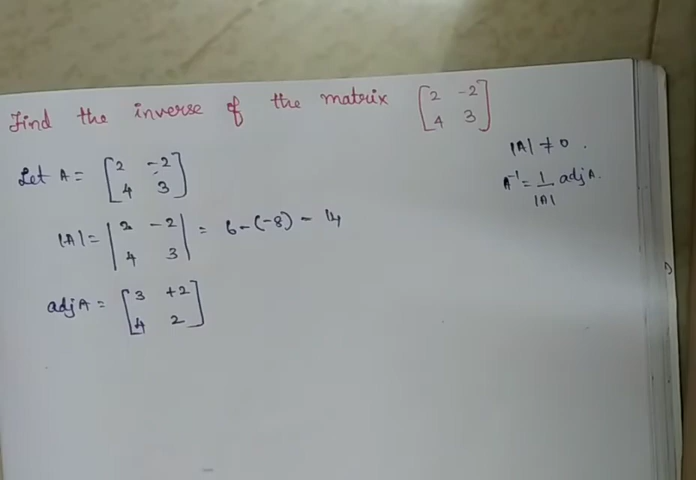 Find the inverse of the matrix [2 -2
4 3]
Let A = [2 -2
4 3]
|A| = |2 -2
4 3| = 6-(-8) - 14
adj A = [3 +2
4 2]
|A| ≠ 0.
A⁻¹ = 1/|A| adj A.